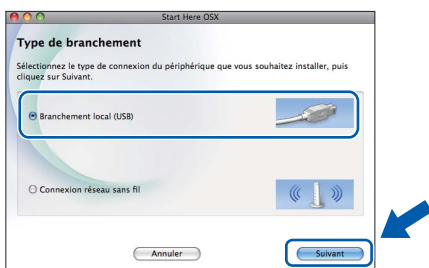 Start Here OSX
Type de branchement
Sélectionnez le type de connexion du périphérique que vous souhaitez installer, puis
cliquez sur Suivant.
Branchement local (USB)
Connexion réseau sans fil
Annuler
Suivant